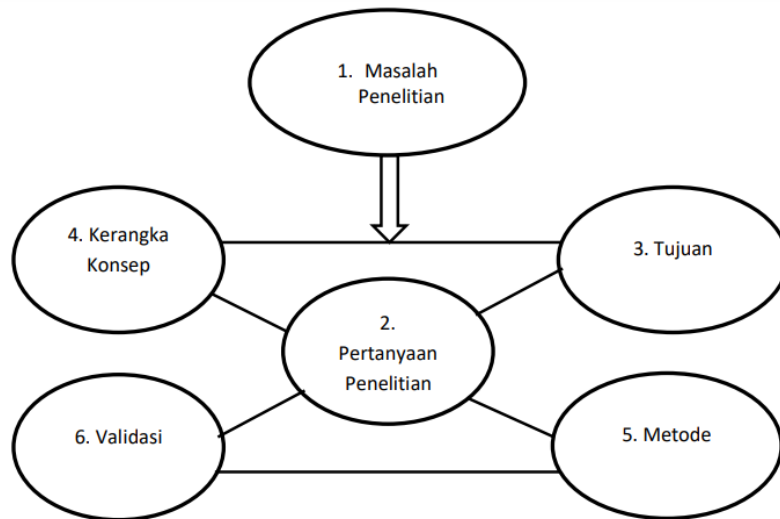 1. Masalah
Penelitian
4. Kerangka
Konsep
3. Tujuan
2.
Pertanyaan
Penelitian
6. Validasi
5. Metode